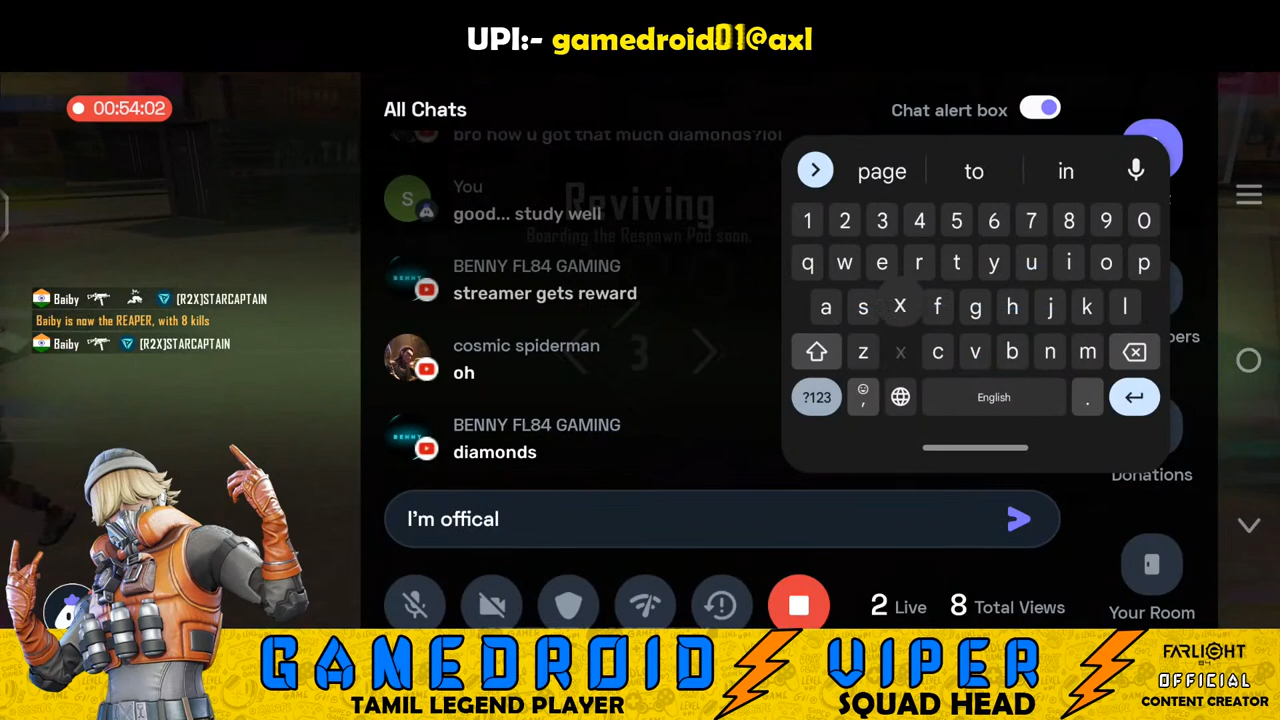 UPI:- gamedroid01@axl
00:54:02
All Chats
Chat alert box
bro how u got that much diamonds?lol
You
S
good... study well
Reviving
Boarding the Respawn Pod soon.
BENNY FL84 GAMING
streamer gets reward
3
cosmic spiderman
oh
BENNY FL84 GAMING
diamonds
Baiby [R2X]STARCAPTAIN
Baiby is now the REAPER, with 8 kills
Baiby [R2X]STARCAPTAIN
page to in
1 2 3 4 5 6 7 8 9 0
q w e r t y u i o p
a s X f g h j k l
z x c v b n m
?123 , English .
Donations
I'm offical
2 Live 8 Total Views
Your Room
GAMEDROID VIPER
TAMIL LEGEND PLAYER SQUAD HEAD
FARLIGHT
84
OFFICIAL
CONTENT CREATOR